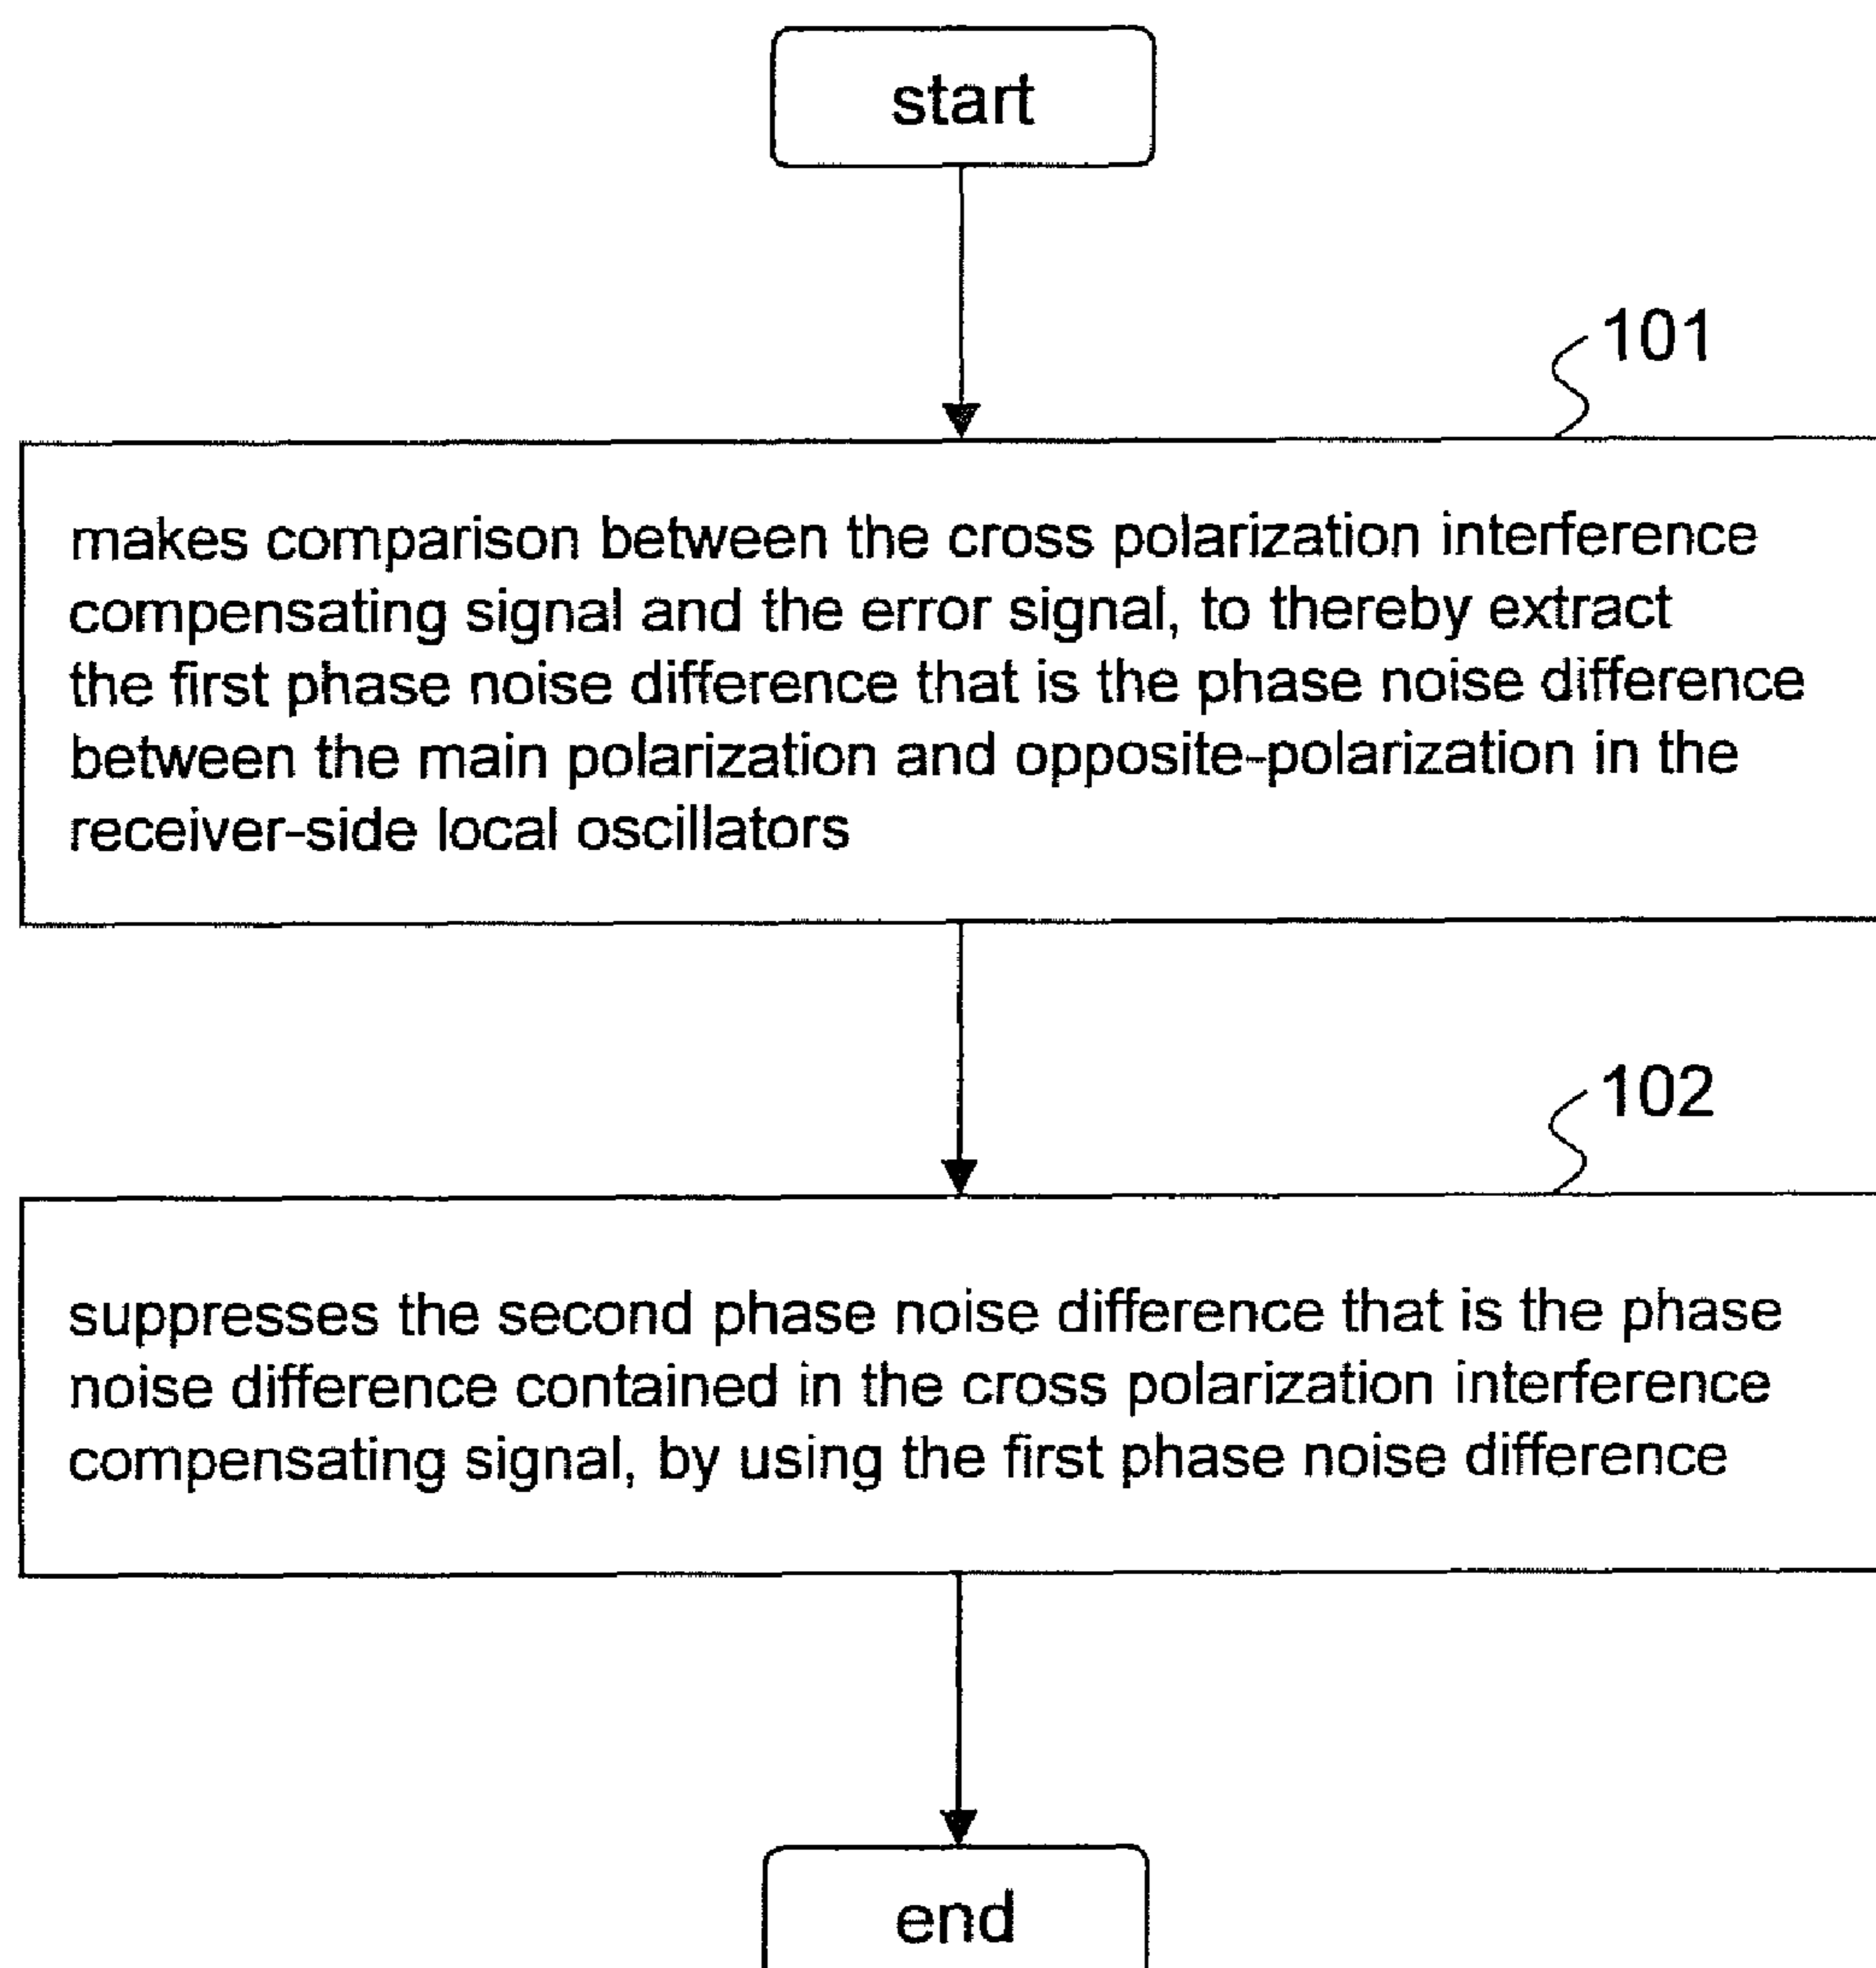 start
101
makes comparison between the cross polarization interference
compensating signal and the error signal, to thereby extract
the first phase noise difference that is the phase noise difference
between the main polarization and opposite-polarization in the
receiver-side local oscillators
102
suppresses the second phase noise difference that is the phase
noise difference contained in the cross polarization interference
compensating signal, by using the first phase noise difference
end